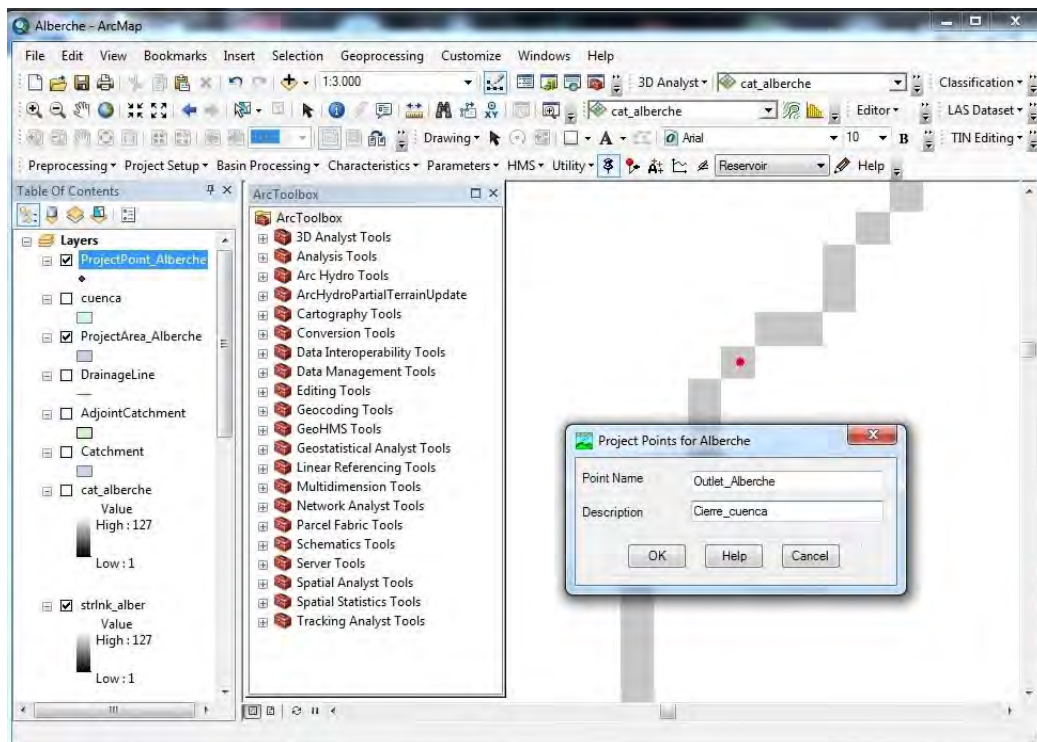 Alberche - ArcMap
File Edit View Bookmarks Insert Selection Geoprocessing Customize Windows Help
1:3.000 3D Analyst cat_alberche Classification
cat_alberche Editor LAS Dataset
Drawing A Arial 10 B TIN Editing
Preprocessing Project Setup Basin Processing Characteristics Parameters HMS Utility Reservoir Help
Table Of Contents
Layers
ProjectPoint_Alberche
cuenca
ProjectArea_Alberche
DrainageLine
AdjointCatchment
Catchment
cat_alberche
Value
High : 127
Low : 1
strlnk_alber
Value
High : 127
Low : 1
ArcToolbox
ArcToolbox
3D Analyst Tools
Analysis Tools
Arc Hydro Tools
ArcHydroPartialTerrainUpdate
Cartography Tools
Conversion Tools
Data Interoperability Tools
Data Management Tools
Editing Tools
Geocoding Tools
GeoHMS Tools
Geostatistical Analyst Tools
Linear Referencing Tools
Multidimension Tools
Network Analyst Tools
Parcel Fabric Tools
Schematics Tools
Server Tools
Spatial Analyst Tools
Spatial Statistics Tools
Tracking Analyst Tools
Project Points for Alberche
Point Name Outlet_Alberche
Description Cierre_cuenca
OK Help Cancel